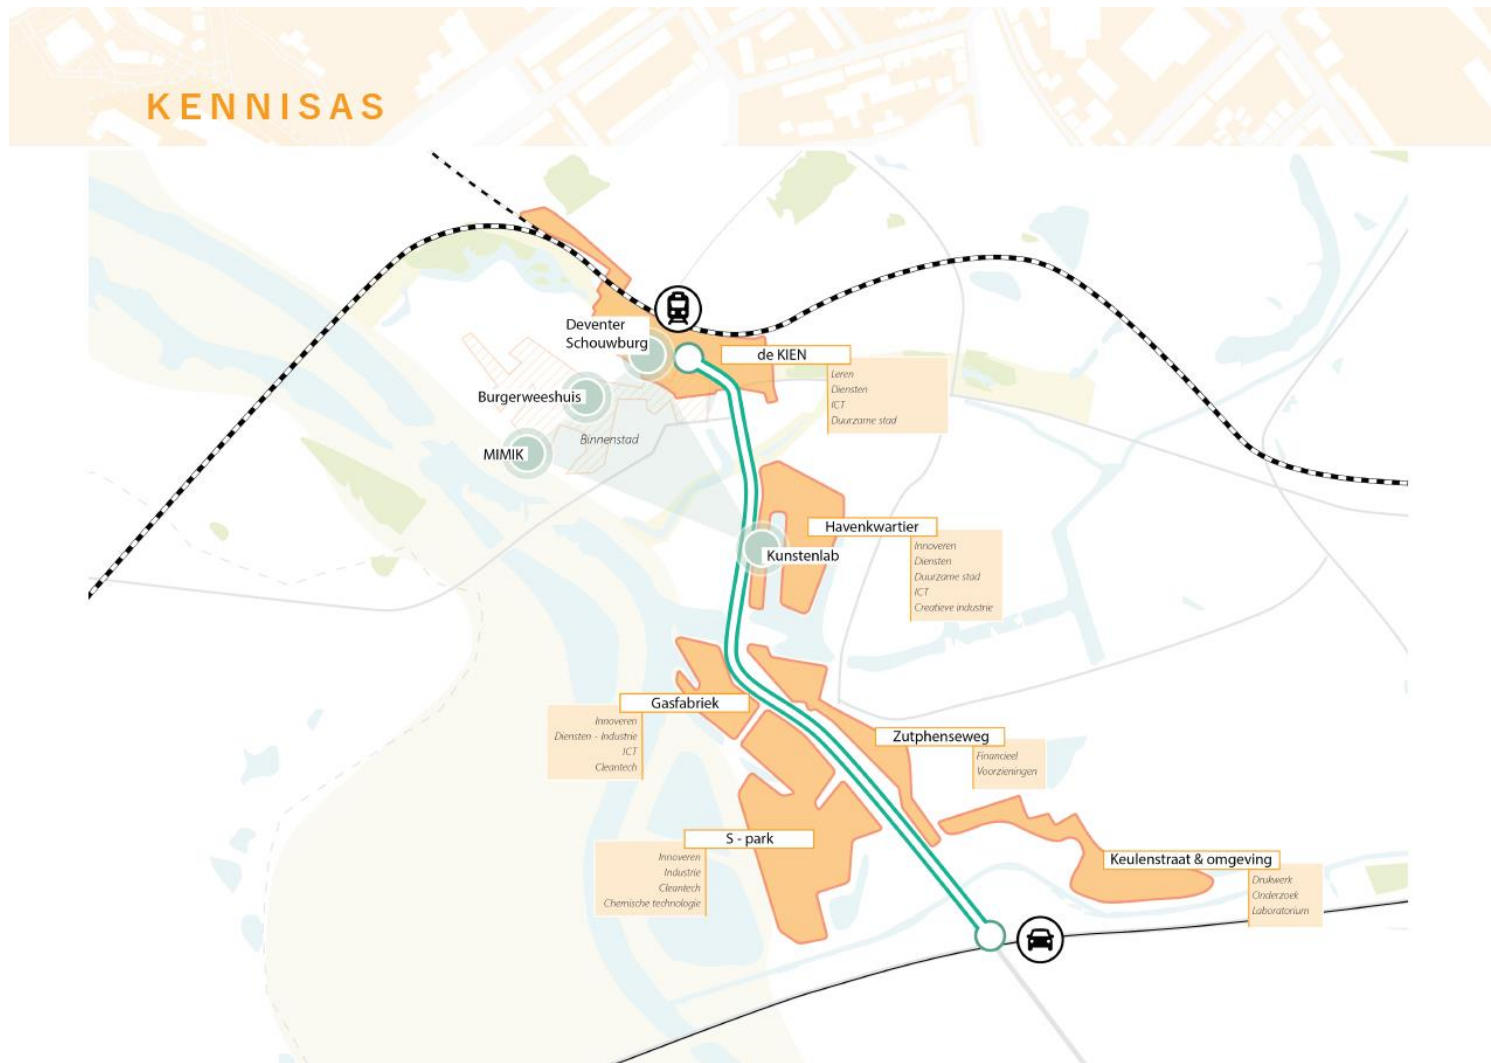 KENNISAS
Deventer
Schouwburg
de KIEN
Leren
Diensten
ICT
Duurzame stad
Burgerweeshuis
Binnenstad
MIMIK
Havenkwartier
Innoveren
Diensten
Duurzame stad
ICT
Creatieve industrie
Kunstenlab
Gasfabriek
Innoveren
Diensten - Industrie
ICT
Cleantech
Zutphenseweg
Financieel
Voorzieningen
S - park
Innoveren
Industrie
Cleantech
Chemische technologie
Keulenstraat & omgeving
Drukwerk
Onderzoek
Laboratorium